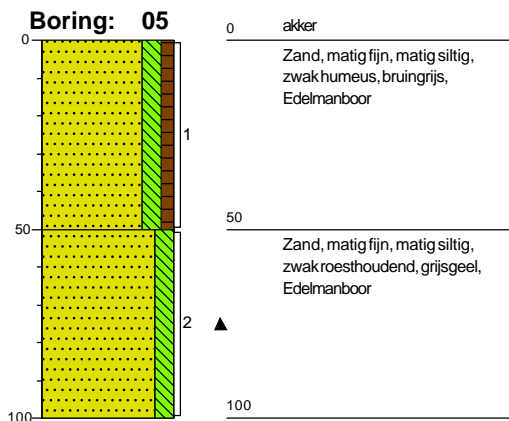 Boring: 05
0
50
100
1
2
0 akker
Zand, matig fijn, matig siltig,
zwak humeus, bruingrijs,
Edelmanboor
50
Zand, matig fijn, matig siltig,
zwak roesthoudend, grijsgeel,
Edelmanboor
100